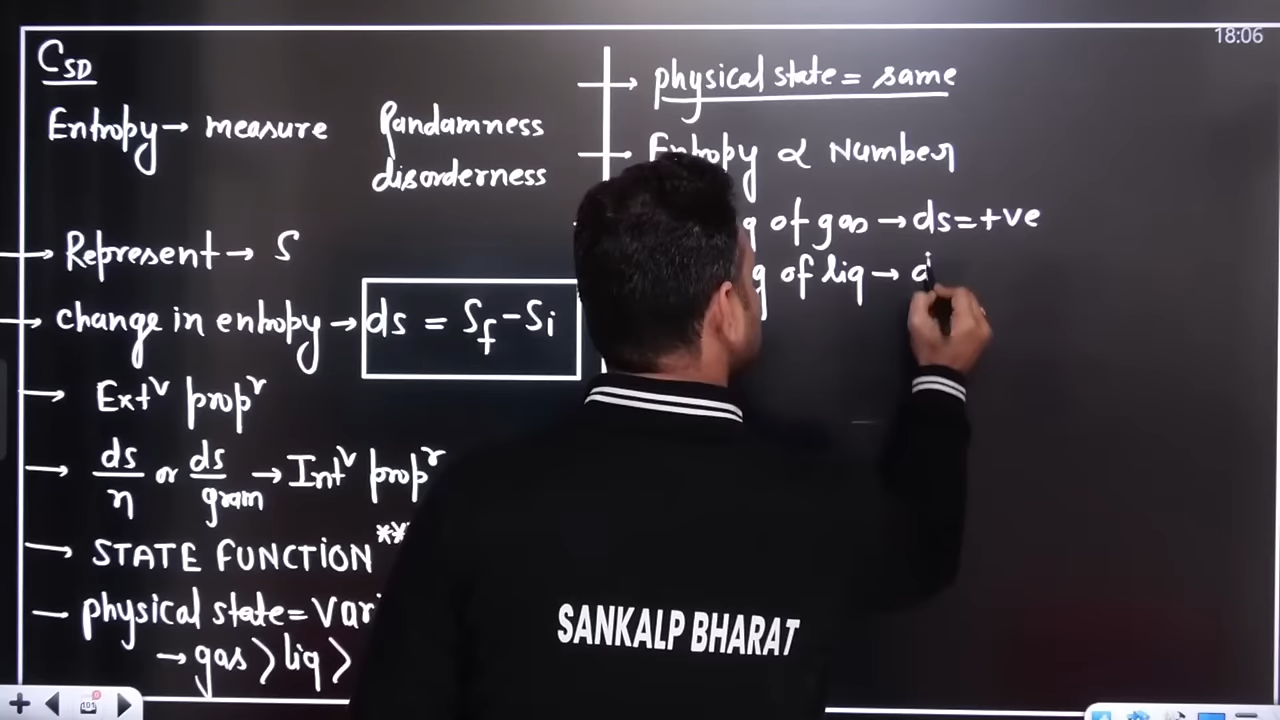 18:06
CSD
Entropy → measure Randamness
disorderness
→ Represent → S
→ change in entropy → ds = Sf - Si
→ Extᵛ propʳ
→ ds/n or ds/gram → Intᵛ propʳ
→ STATE FUNCTION **
— physical state =
→ gas > liq >
→ physical state = same
→ Entropy α Number
of gas → ds = +ve
of liq →
SANKALP BHARAT